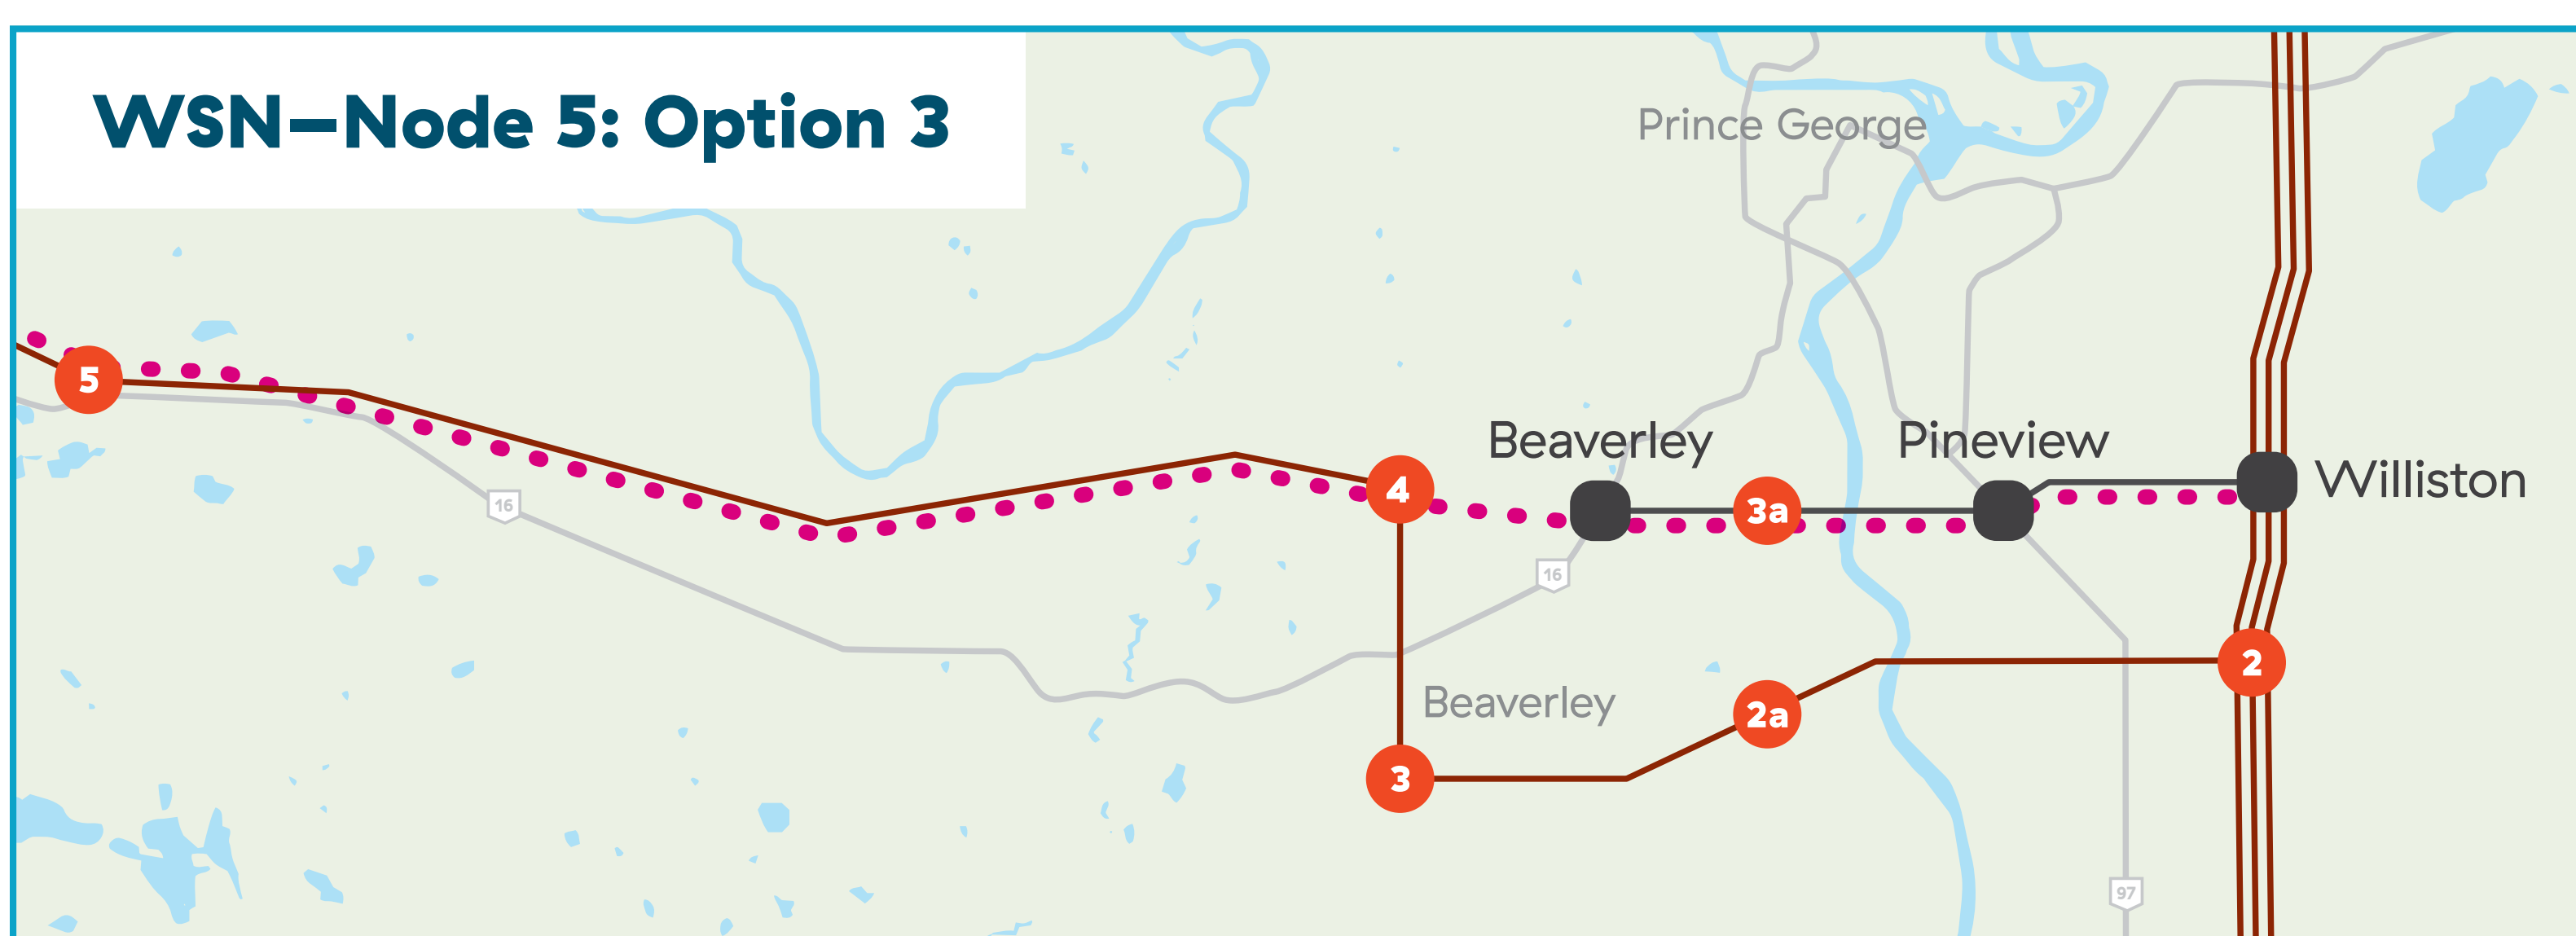 WSN—Node 5: Option 3
Prince George
5
16
4
Beaverley
3a
Pineview
Williston
16
2
Beaverley
2a
3
97